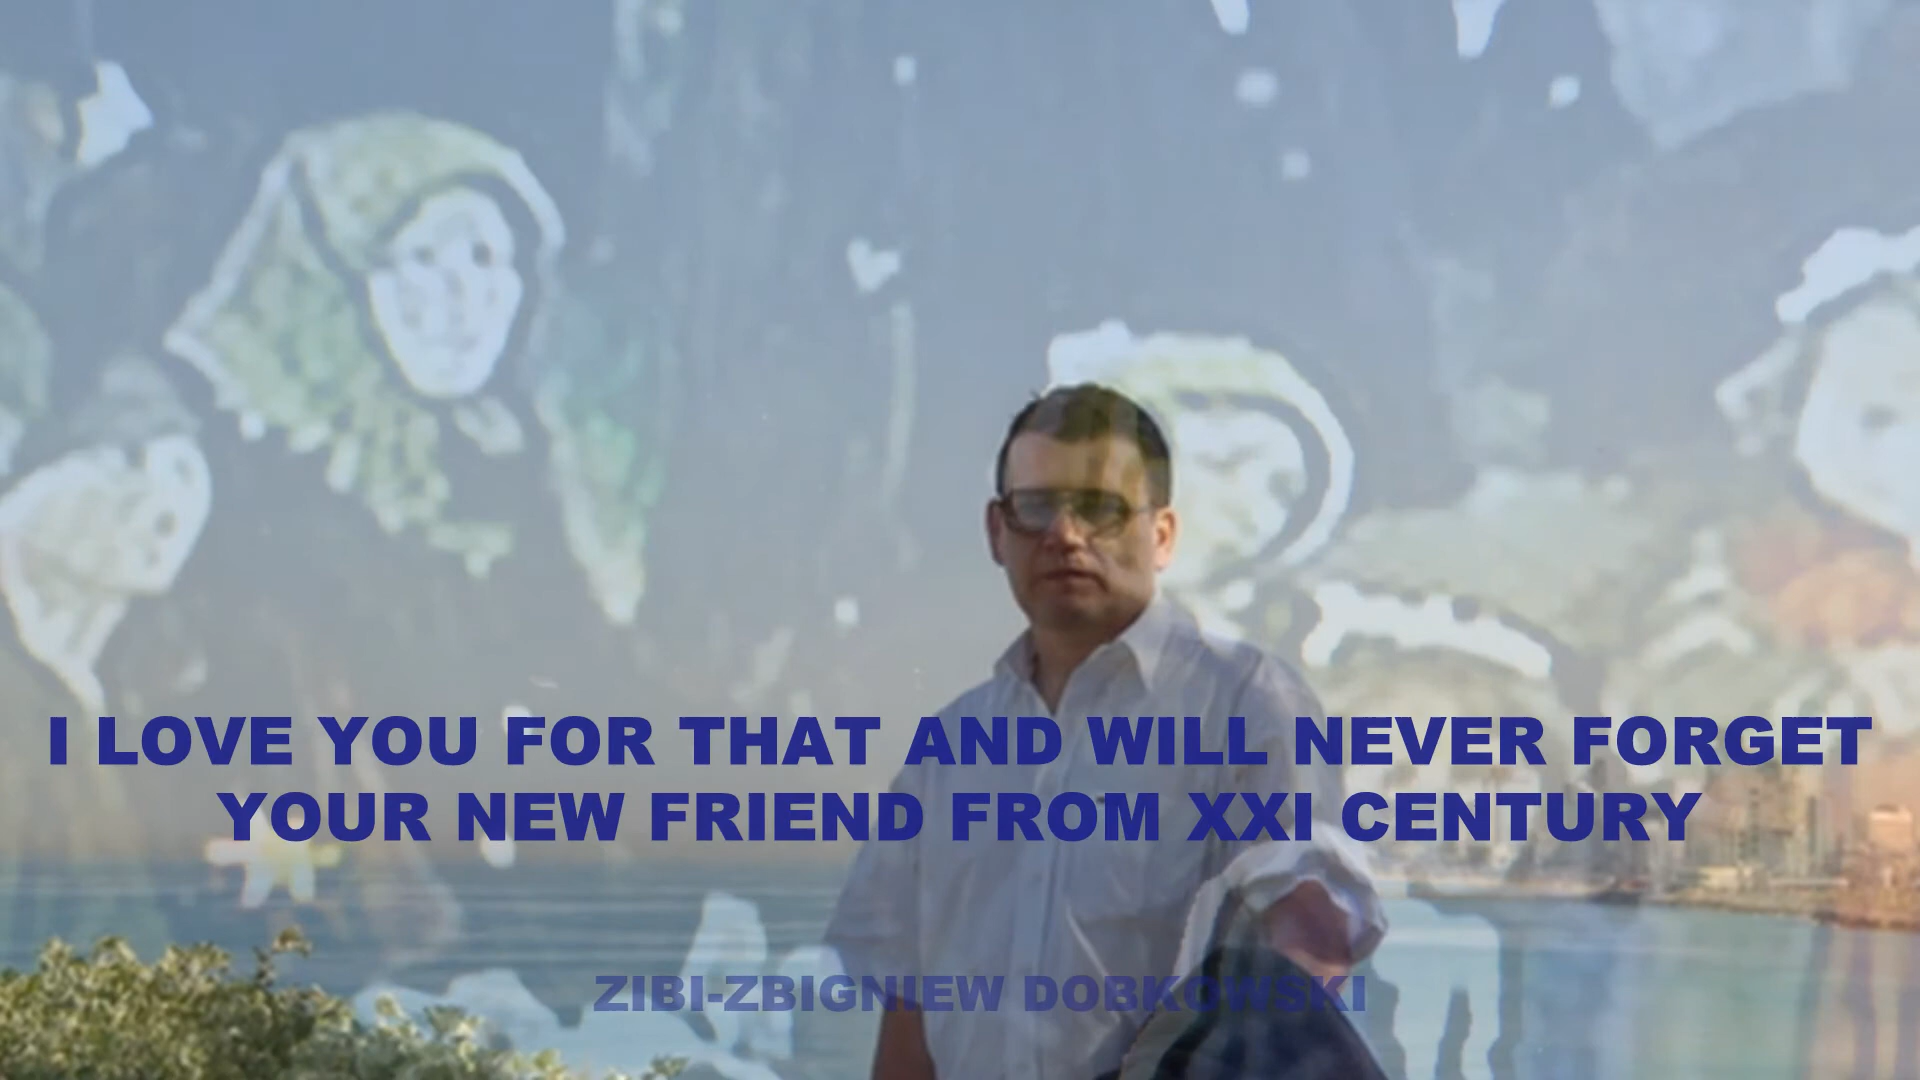 I LOVE YOU FOR THAT AND WILL NEVER FORGET
YOUR NEW FRIEND FROM XXI CENTURY
ZIBI-ZBIGNIEW DOBKOWSKI